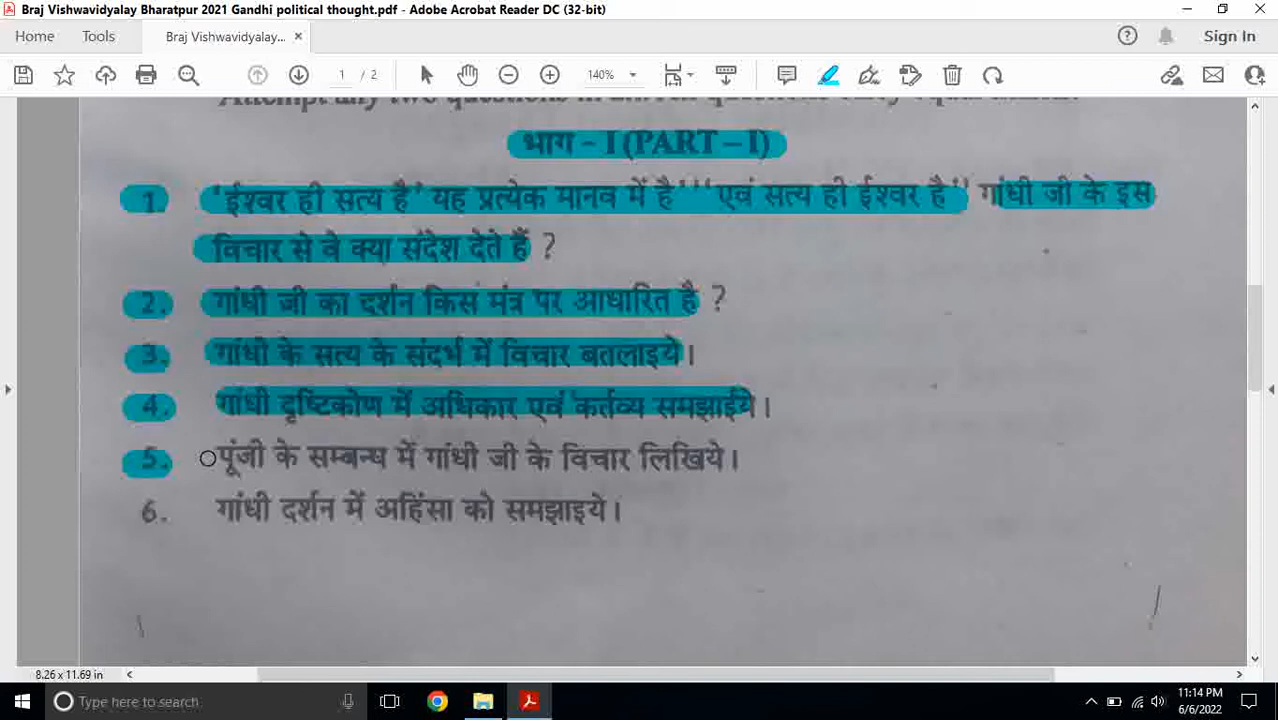 Braj Vishwavidyalay Bharatpur 2021 Gandhi political thought.pdf - Adobe Acrobat Reader DC (32-bit)
Home Tools Braj Vishwavidyalay... × Sign In
1 / 2 140%
Attempt any two questions
भाग - I (PART – I)
1. 'ईश्वर ही सत्य है' यह प्रत्येक मानव में है' ' ' 'एवं सत्य ही ईश्वर है'' गांधी जी के इस
विचार से वे क्या संदेश देते हैं ?
2. गांधी जी का दर्शन किस मंत्र पर आधारित है ?
3. गांधी के सत्य के संदर्भ में विचार बतलाइये।
4. गांधी दृष्टिकोण में अधिकार एवं कर्तव्य समझाईये।
5. पूंजी के सम्बन्ध में गांधी जी के विचार लिखिये।
6. गांधी दर्शन में अहिंसा को समझाइये।
8.26 x 11.69 in
Type here to search
11:14 PM
6/6/2022